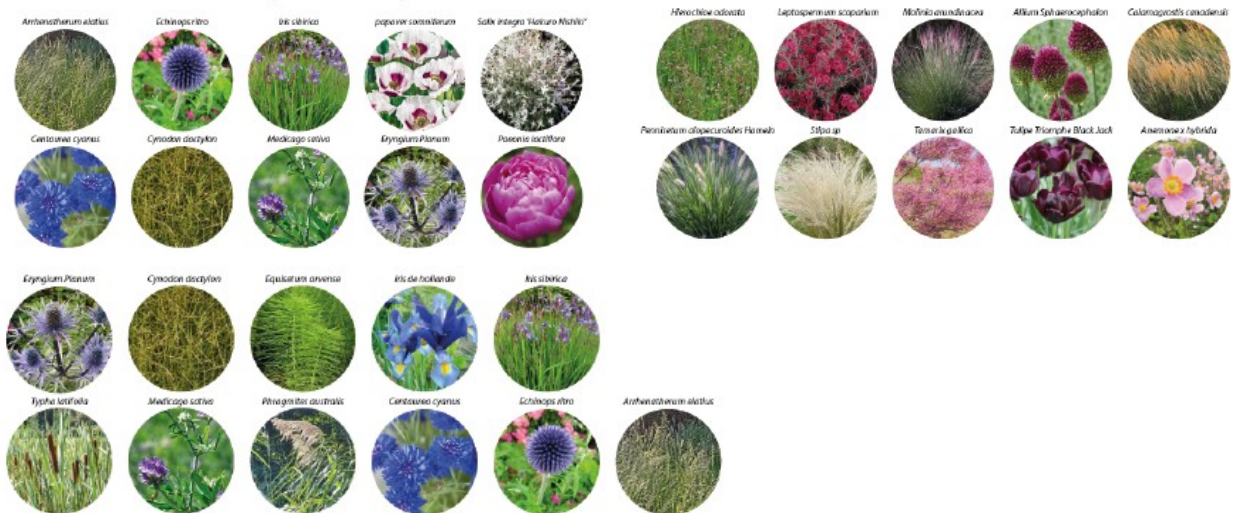 Arrhenatherum elatius
Echinops ritro
Iris sibirica
papaver somniferum
Salix integra "Hakuro Nishiki"
Centaurea cyanus
Cynodon dactylon
Medicago sativa
Eryngium Planum
Paeonia lactiflora
Hierochloe odorata
Leptospermum scoparium
Molinia arundinacea
Allium Sphaerocephalon
Calamagrostis canadensis
Pennisetum alopecuroides Hameln
Stipa sp
Tamarix gallica
Tulipe Triomphe Black Jack
Anemone x hybrida
Eryngium Planum
Cynodon dactylon
Equisetum arvense
Iris de hollande
Iris sibirica
Typha latifolia
Medicago sativa
Phragmites australis
Centaurea cyanus
Echinops ritro
Arrhenatherum elatius